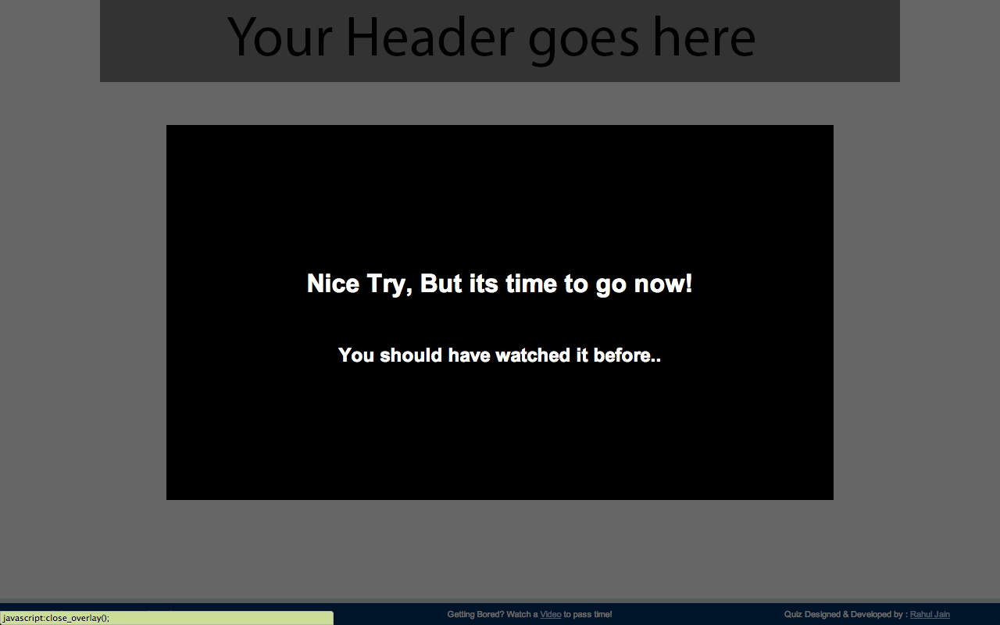 Your Header goes here
Nice Try, But its time to go now!
You should have watched it before..
Getting Bored? Watch a Video to pass time!
Quiz Designed & Developed by : Rahul Jain
javascript:close_overlay();